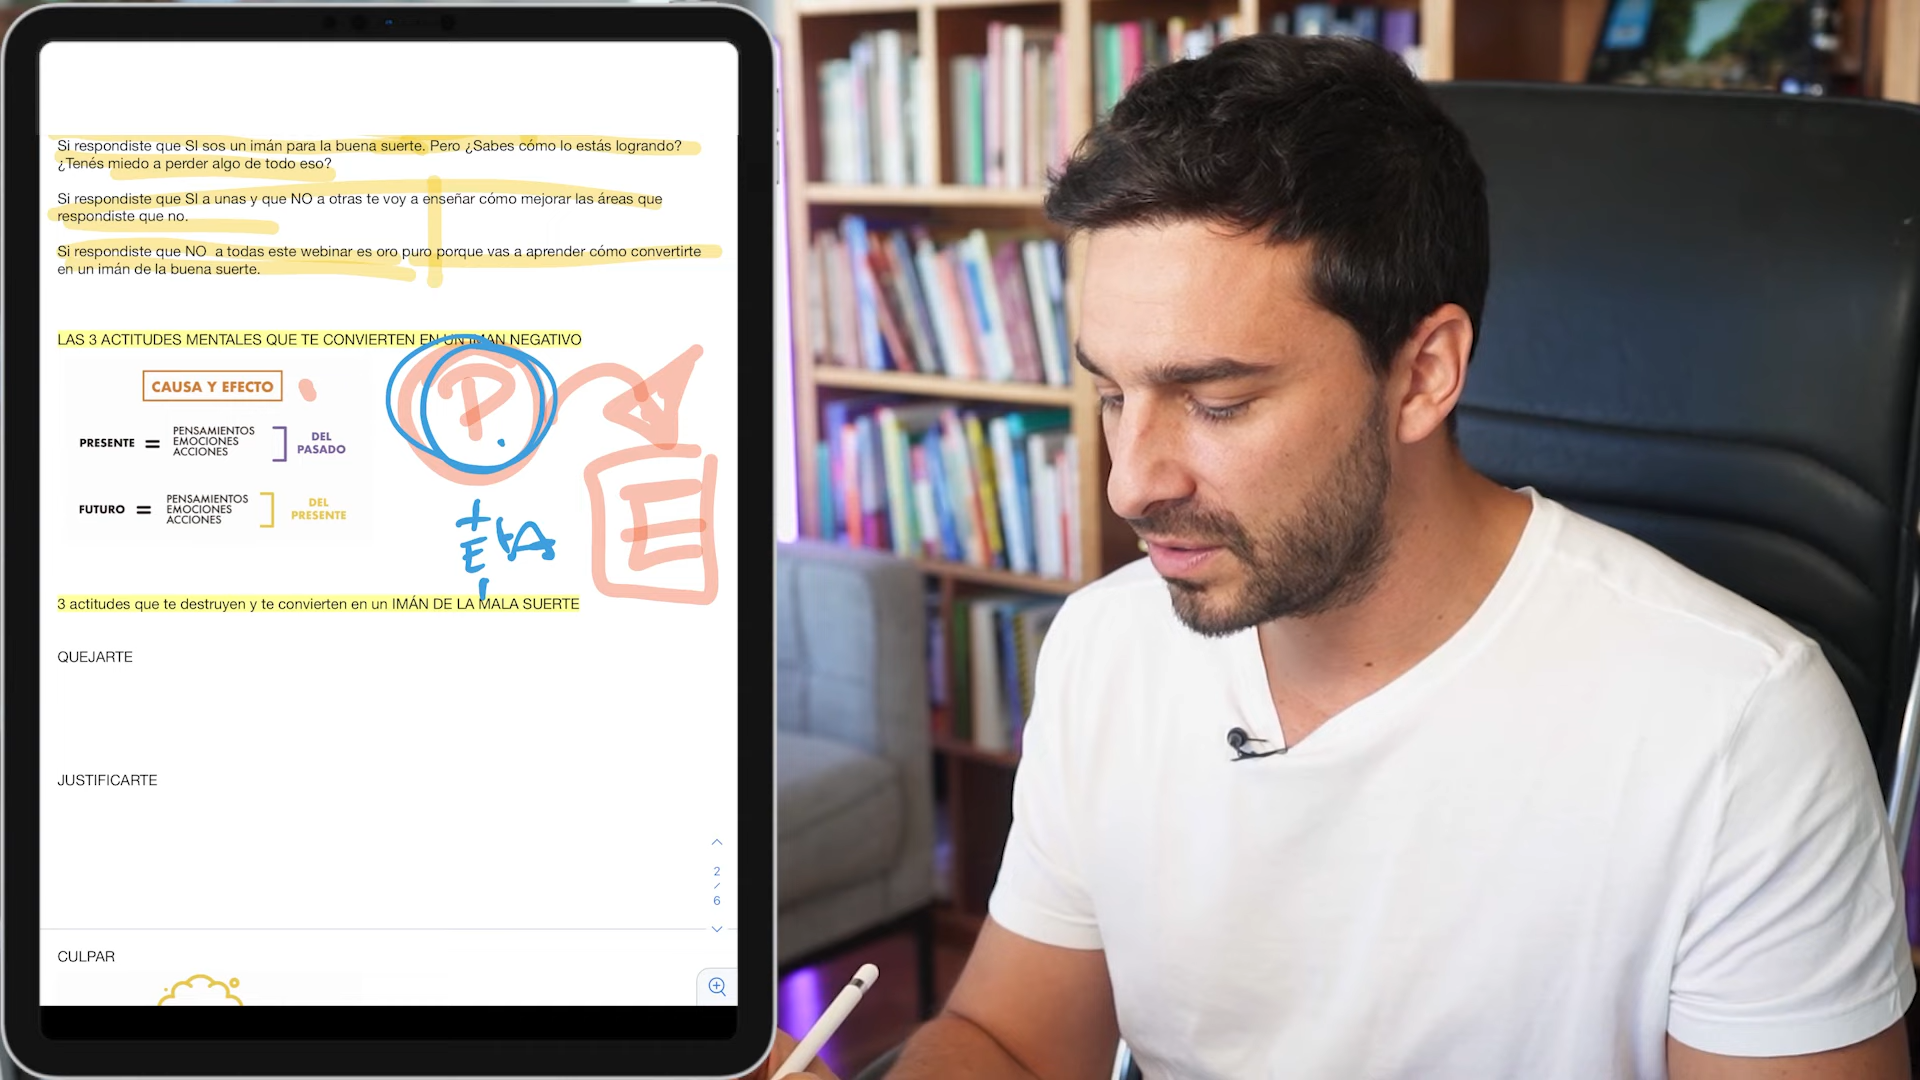 Si respondiste que SI sos un imán para la buena suerte. Pero ¿Sabes cómo lo estás logrando?
¿Tenés miedo a perder algo de todo eso?
Si respondiste que SI a unas y que NO a otras te voy a enseñar cómo mejorar las áreas que
respondiste que no.
Si respondiste que NO  a todas este webinar es oro puro porque vas a aprender cómo convertirte
en un imán de la buena suerte.
LAS 3 ACTITUDES MENTALES QUE TE CONVIERTEN EN UN IMAN NEGATIVO
CAUSA Y EFECTO
P
PRESENTE = PENSAMIENTOS
EMOCIONES
ACCIONES
DEL
PASADO
FUTURO = PENSAMIENTOS
EMOCIONES
ACCIONES
DEL
PRESENTE
E
3 actitudes que te destruyen y te convierten en un IMÁN DE LA MALA SUERTE
QUEJARTE
JUSTIFICARTE
2
/
6
CULPAR